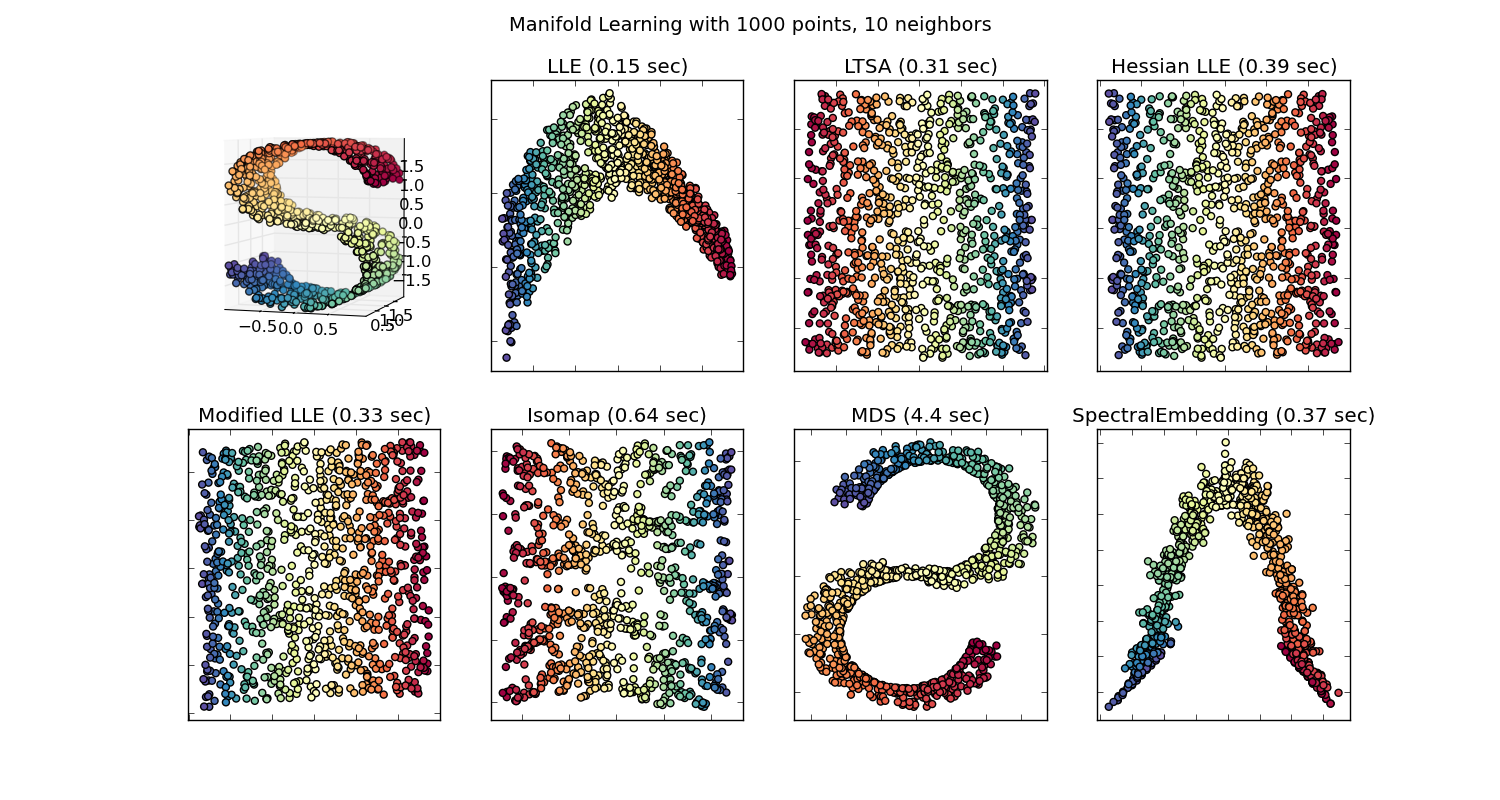 Manifold Learning with 1000 points, 10 neighbors
LLE (0.15 sec)
LTSA (0.31 sec)
Hessian LLE (0.39 sec)
1.5
1.0
0.5
0.0
−0.5
−1.0
−1.5
−0.5 0.0 0.5
0.5
Modified LLE (0.33 sec)
Isomap (0.64 sec)
MDS (4.4 sec)
SpectralEmbedding (0.37 sec)